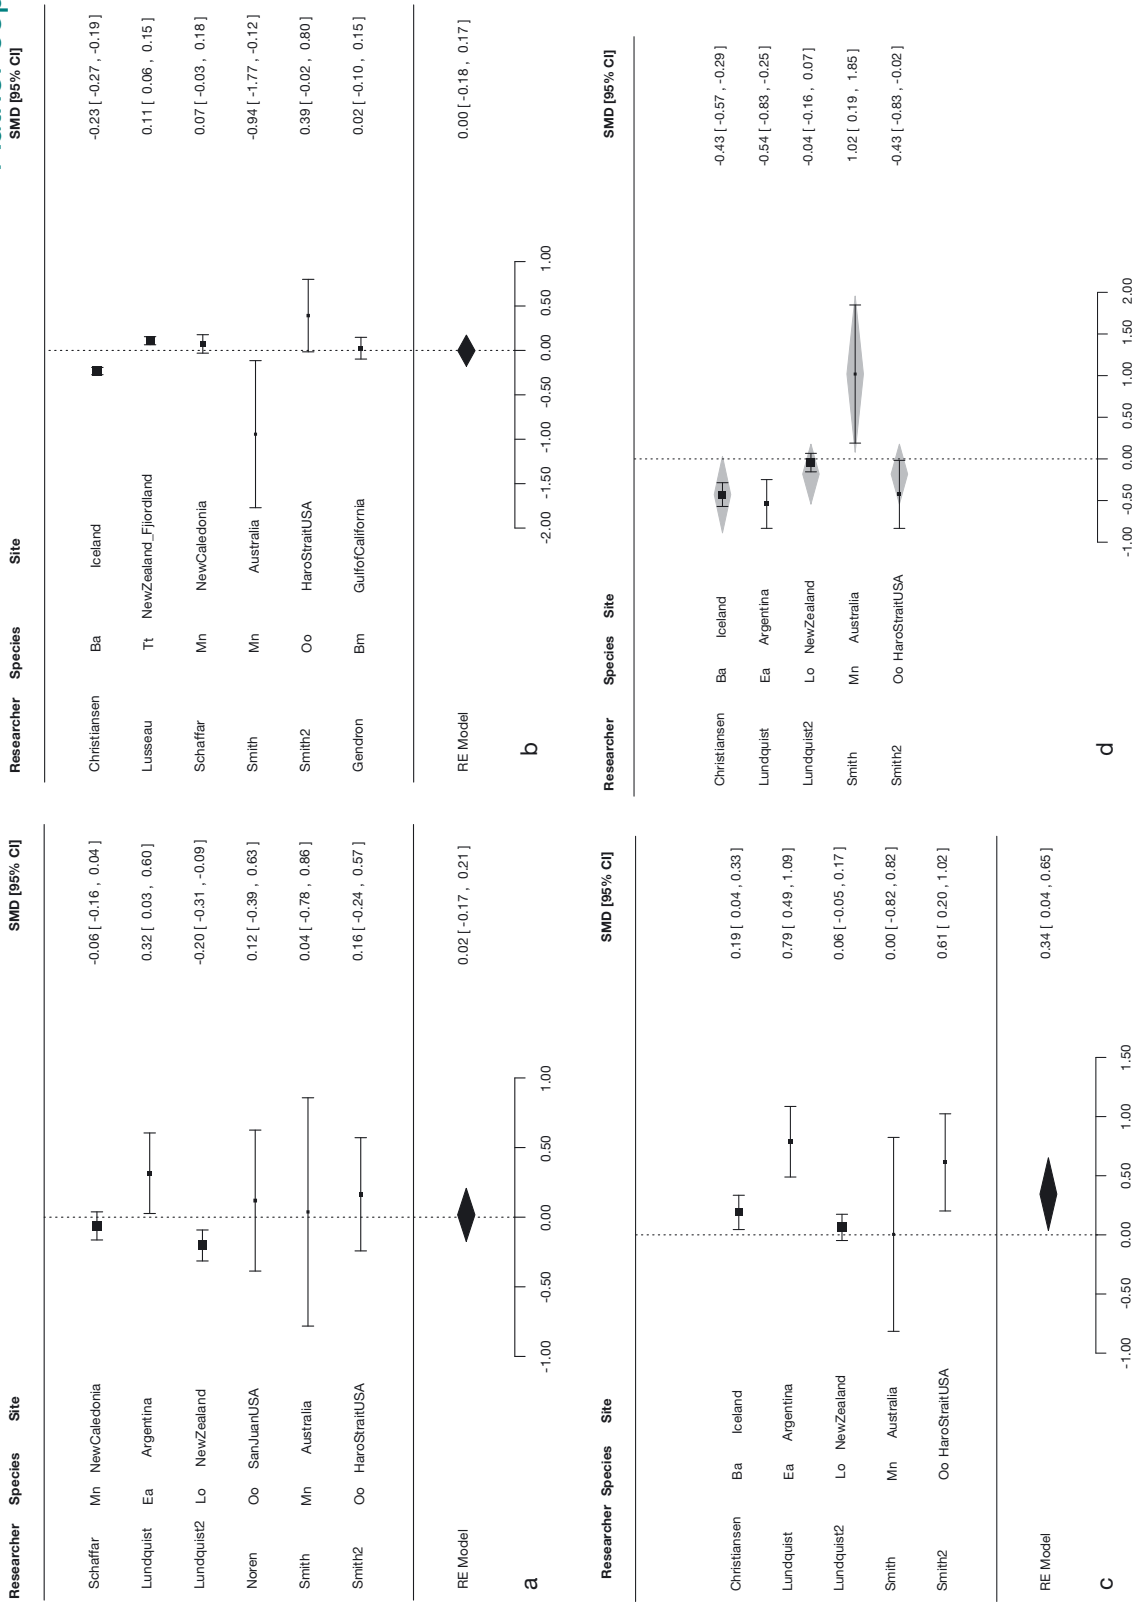 Researcher Species Site SMD [95% CI]
Schaffar Mn NewCaledonia -0.06 [ -0.16 , 0.04 ]
Lundquist Ea Argentina 0.32 [ 0.03 , 0.60 ]
Lundquist2 Lo NewZealand -0.20 [ -0.31 , -0.09 ]
Noren Oo SanJuanUSA 0.12 [ -0.39 , 0.63 ]
Smith Mn Australia 0.04 [ -0.78 , 0.86 ]
Smith2 Oo HaroStraitUSA 0.16 [ -0.24 , 0.57 ]
RE Model 0.02 [ -0.17 , 0.21 ]
-1.00 -0.50 0.00 0.50 1.00
a
Researcher Species Site SMD [95% CI]
Christiansen Ba Iceland -0.23 [ -0.27 , -0.19 ]
Lusseau Tt NewZealand_Fjiordland 0.11 [ 0.06 , 0.15 ]
Schaffar Mn NewCaledonia 0.07 [ -0.03 , 0.18 ]
Smith Mn Australia -0.94 [ -1.77 , -0.12 ]
Smith2 Oo HaroStraitUSA 0.39 [ -0.02 , 0.80 ]
Gendron Bm GulfofCalifornia 0.02 [ -0.10 , 0.15 ]
RE Model 0.00 [ -0.18 , 0.17 ]
-2.00 -1.50 -1.00 -0.50 0.00 0.50 1.00
b
Researcher Species Site SMD [95% CI]
Christiansen Ba Iceland 0.19 [ 0.04 , 0.33 ]
Lundquist Ea Argentina 0.79 [ 0.49 , 1.09 ]
Lundquist2 Lo NewZealand 0.06 [ -0.05 , 0.17 ]
Smith Mn Australia 0.00 [ -0.82 , 0.82 ]
Smith2 Oo HaroStraitUSA 0.61 [ 0.20 , 1.02 ]
RE Model 0.34 [ 0.04 , 0.65 ]
-1.00 -0.50 0.00 0.50 1.00 1.50
c
Researcher Species Site SMD [95% CI]
Christiansen Ba Iceland -0.43 [ -0.57 , -0.29 ]
Lundquist Ea Argentina -0.54 [ -0.83 , -0.25 ]
Lundquist2 Lo NewZealand -0.04 [ -0.16 , 0.07 ]
Smith Mn Australia 1.02 [ 0.19 , 1.85 ]
Smith2 Oo HaroStraitUSA -0.43 [ -0.83 , -0.02 ]
-1.00 -0.50 0.00 0.50 1.00 1.50 2.00
d